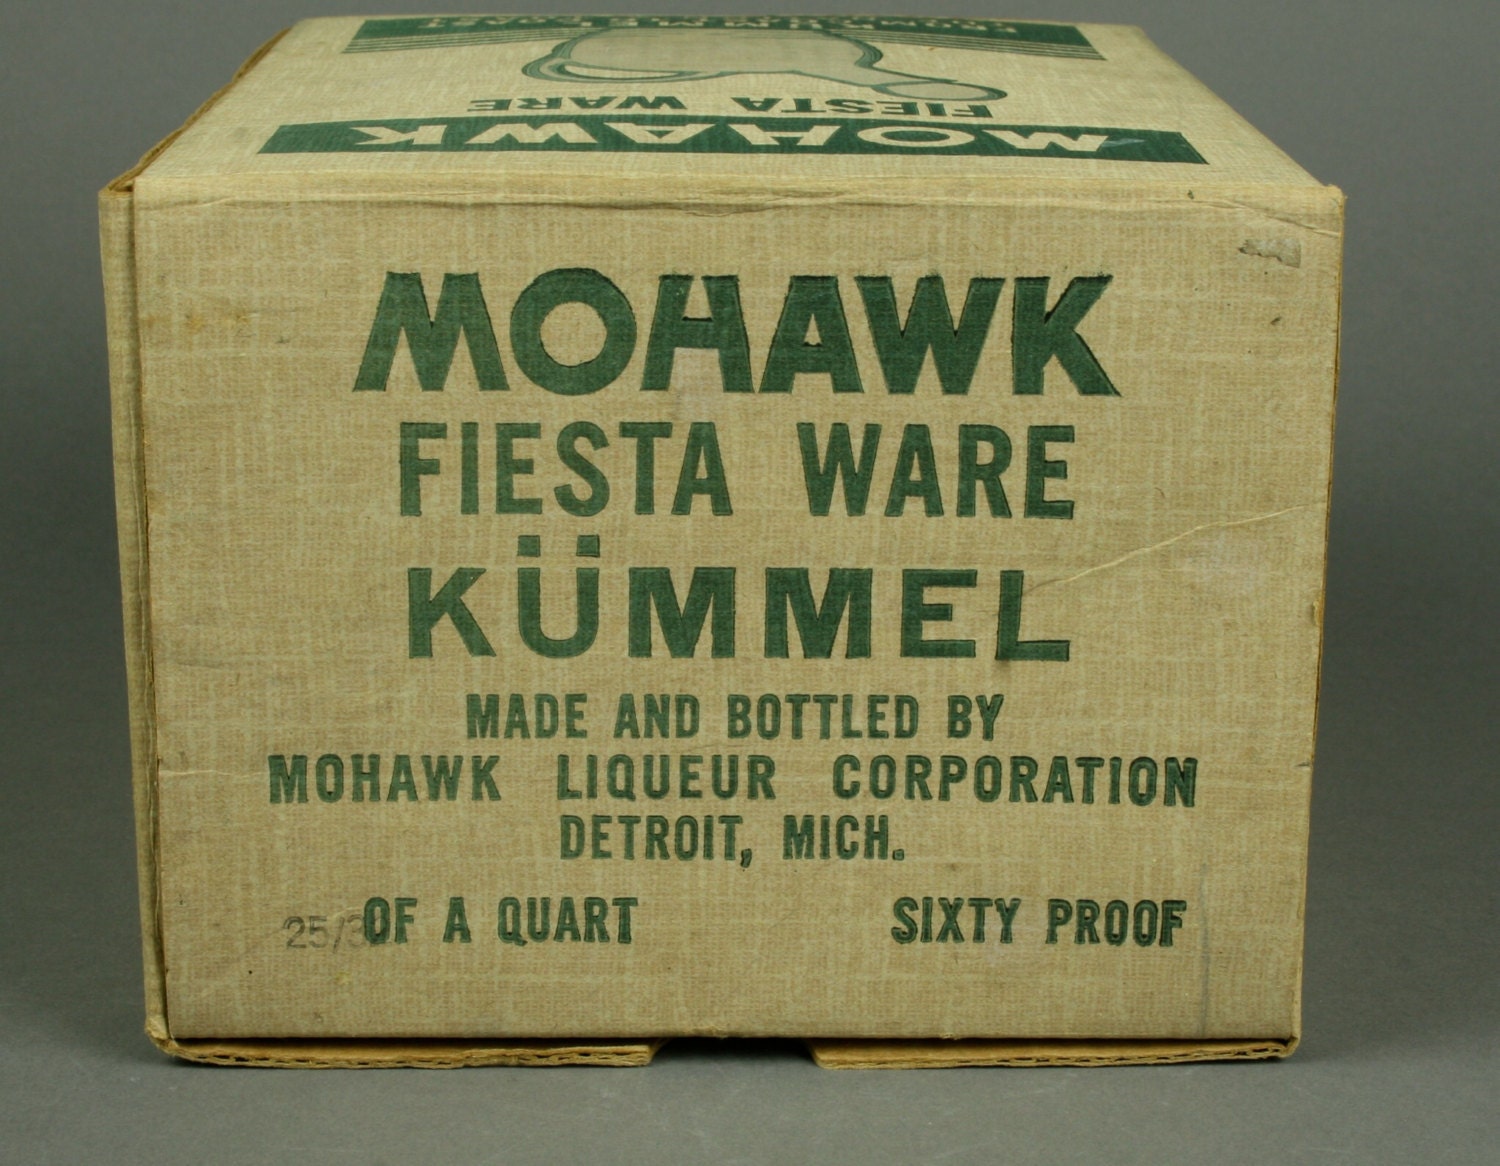 MOHAWK
FIESTA WARE
MOHAWK
FIESTA WARE
KÜMMEL
MADE AND BOTTLED BY
MOHAWK LIQUEUR CORPORATION
DETROIT, MICH.
OF A QUART SIXTY PROOF